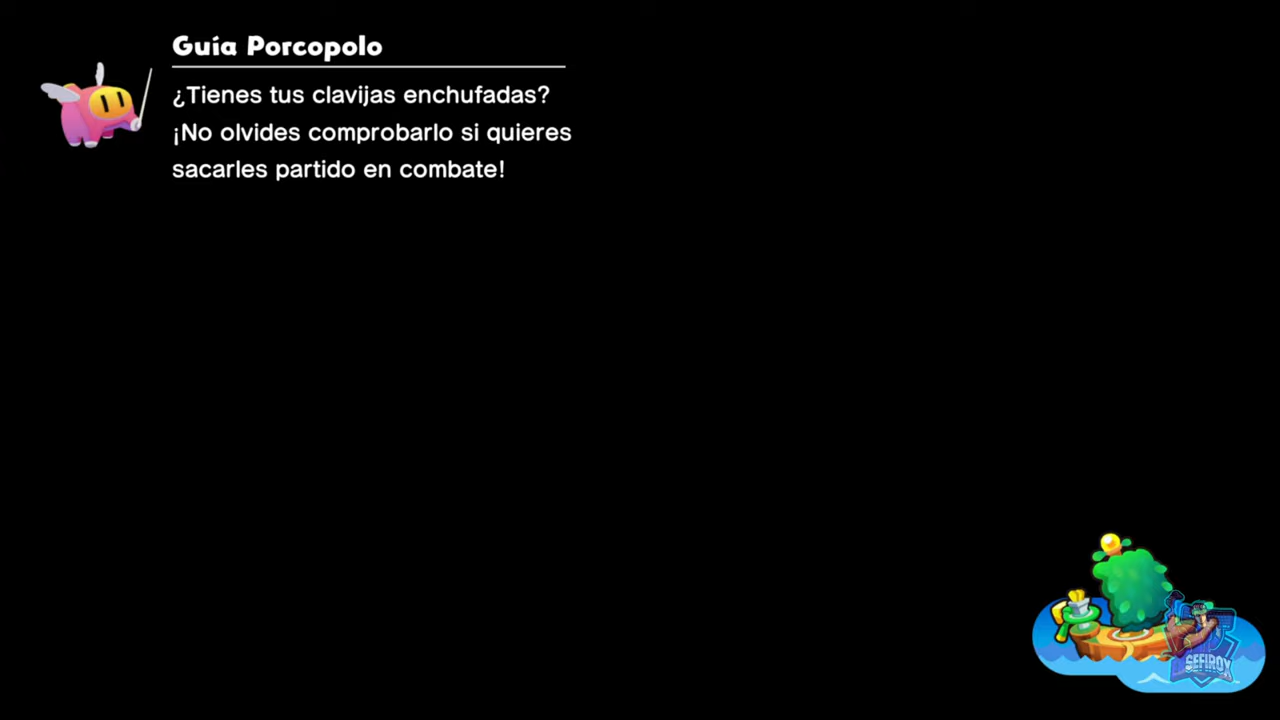 Guía Porcopolo
¿Tienes tus clavijas enchufadas?
¡No olvides comprobarlo si quieres
sacarles partido en combate!
SEFIROX